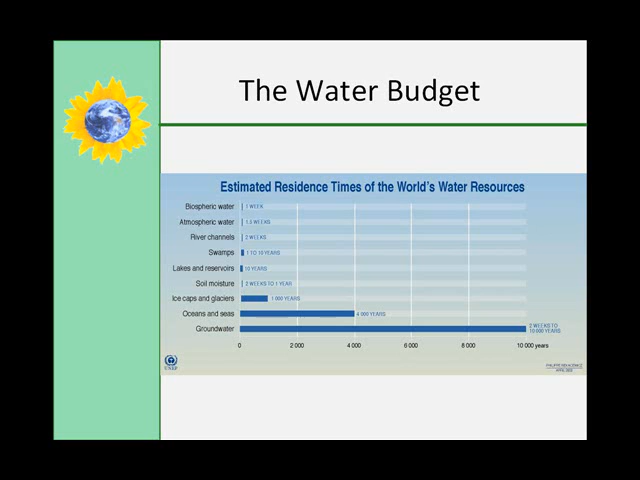 The Water Budget
Estimated Residence Times of the World's Water Resources
Biospheric water 1 WEEK
Atmospheric water 1.5 WEEKS
River channels 2 WEEKS
Swamps 1 TO 10 YEARS
Lakes and reservoirs 10 YEARS
Soil moisture 2 WEEKS TO 1 YEAR
Ice caps and glaciers 1 000 YEARS
Oceans and seas 4 000 YEARS
Groundwater 2 WEEKS TO
10 000 YEARS
0 2 000 4 000 6 000 8 000 10 000 years
UNEP